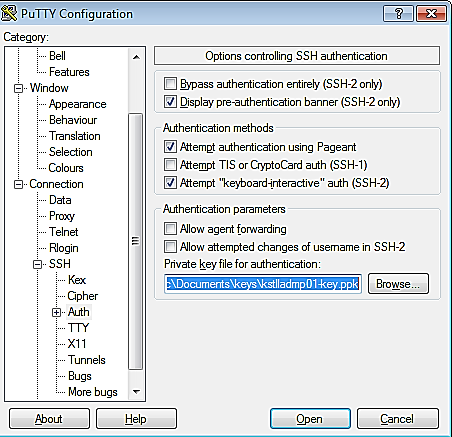 PuTTY Configuration
Category:
Bell
Features
Window
Appearance
Behaviour
Translation
Selection
Colours
Connection
Data
Proxy
Telnet
Rlogin
SSH
Kex
Cipher
Auth
TTY
X11
Tunnels
Bugs
More bugs
Options controlling SSH authentication
Bypass authentication entirely (SSH-2 only)
Display pre-authentication banner (SSH-2 only)
Authentication methods
Attempt authentication using Pageant
Attempt TIS or CryptoCard auth (SSH-1)
Attempt "keyboard-interactive" auth (SSH-2)
Authentication parameters
Allow agent forwarding
Allow attempted changes of username in SSH-2
Private key file for authentication:
c\Documents\keys\kstlladmp01-key.ppk
Browse...
About
Help
Open
Cancel